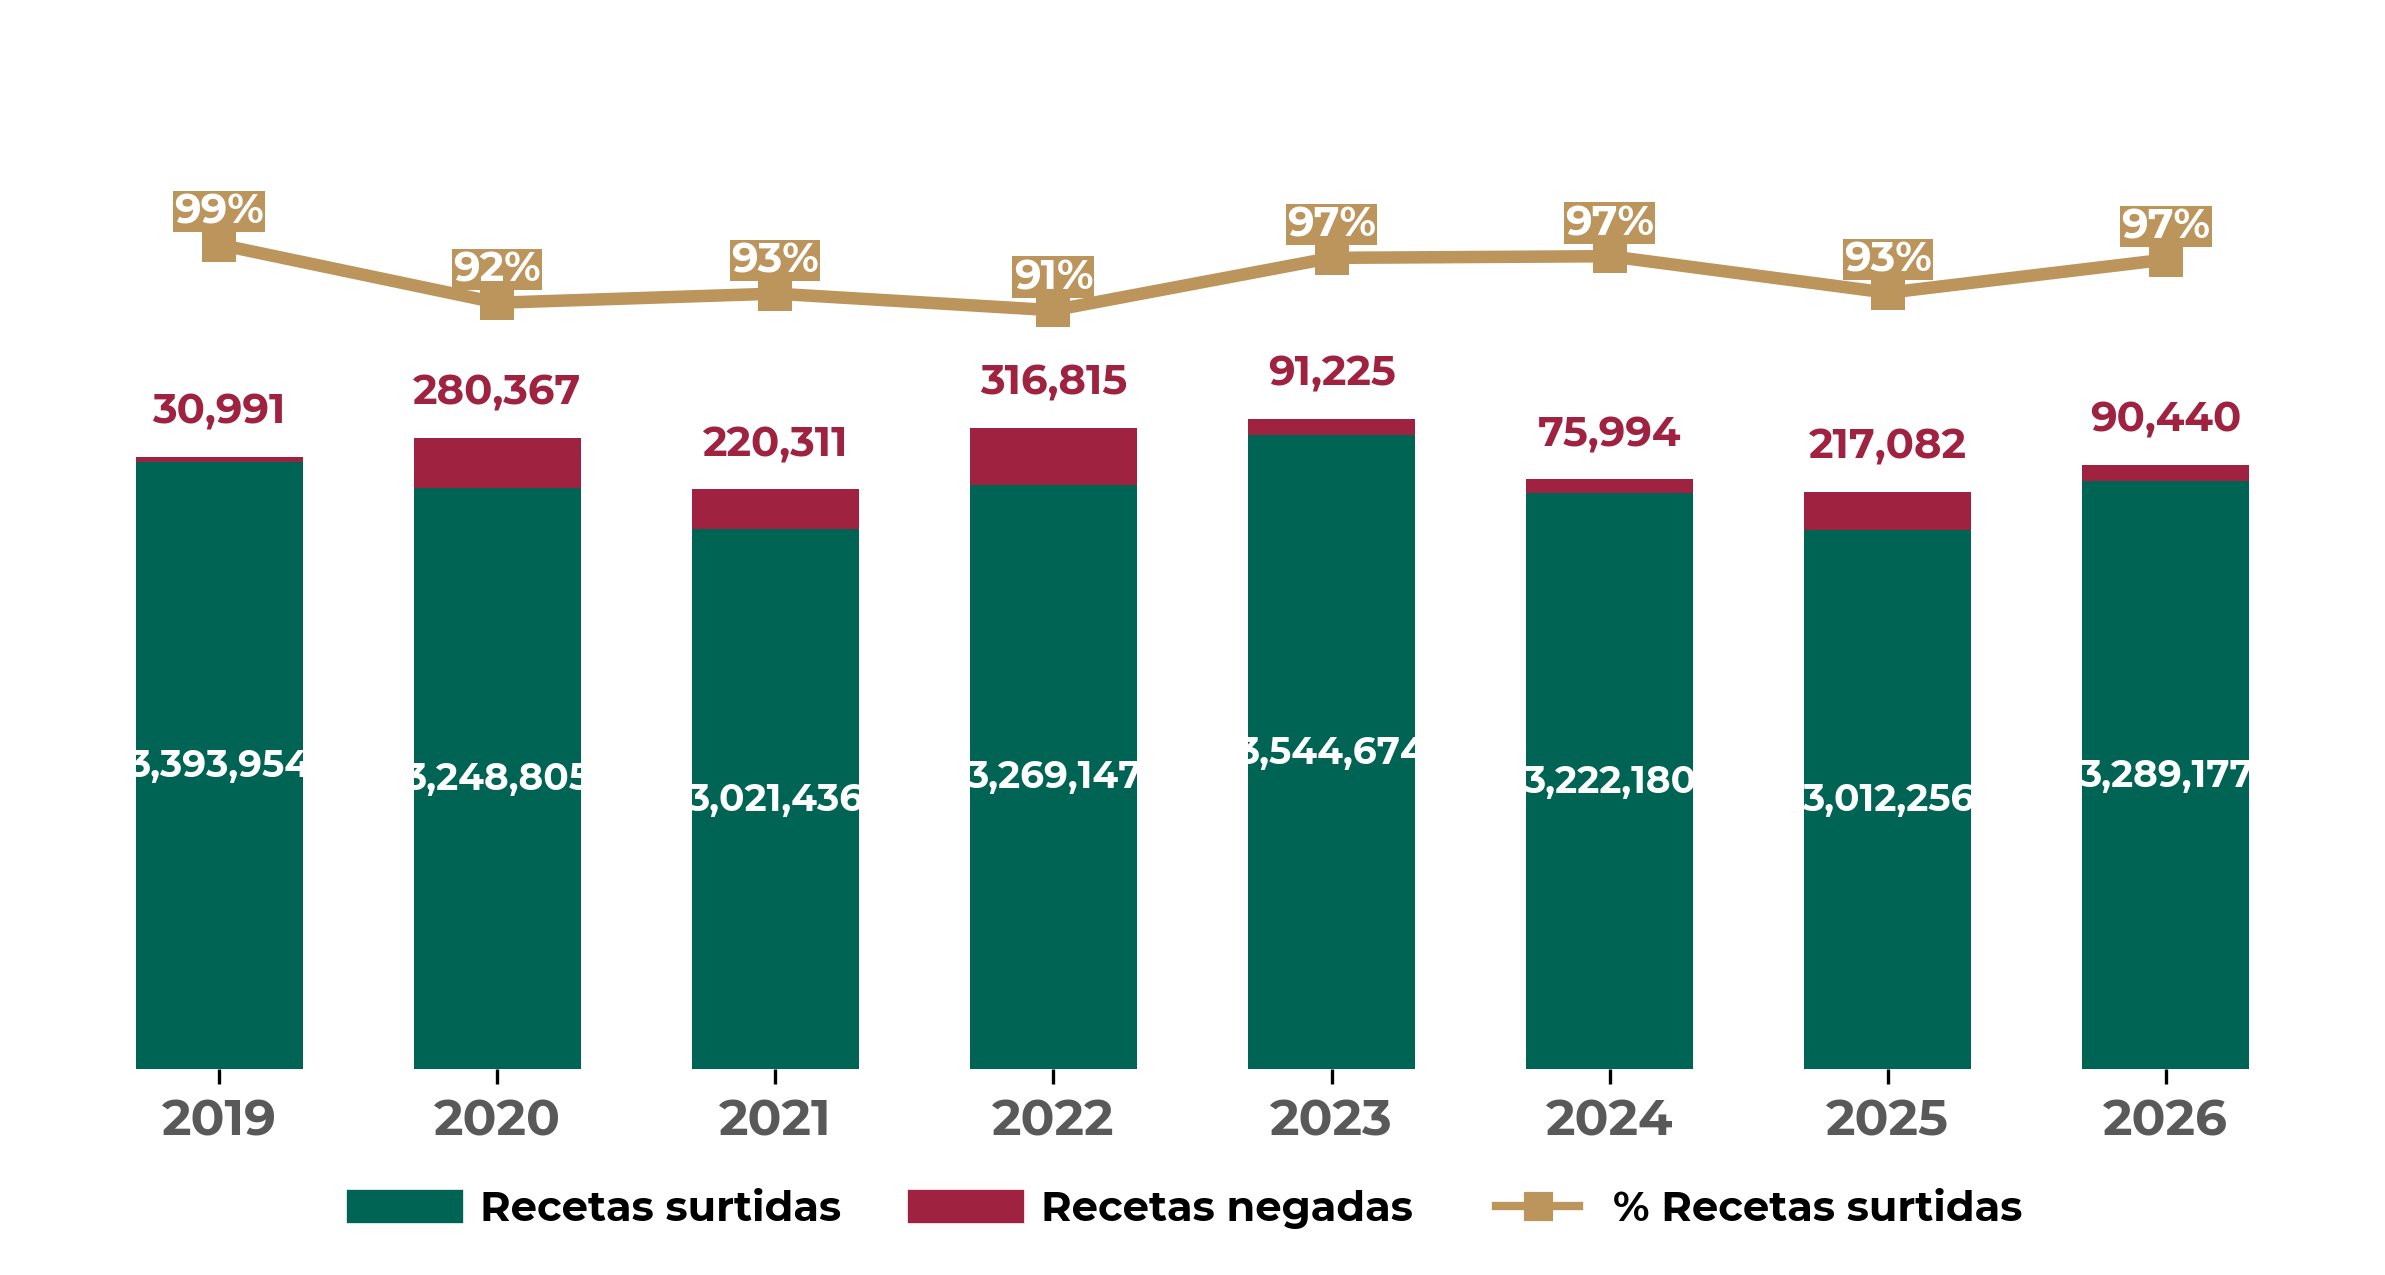 99% 92% 93% 91% 97% 97% 93% 97%
30,991 280,367 220,311 316,815 91,225 75,994 217,082 90,440
3,393,954 3,248,805 3,021,436 3,269,147 3,544,674 3,222,180 3,012,256 3,289,177
2019 2020 2021 2022 2023 2024 2025 2026
Recetas surtidas Recetas negadas % Recetas surtidas